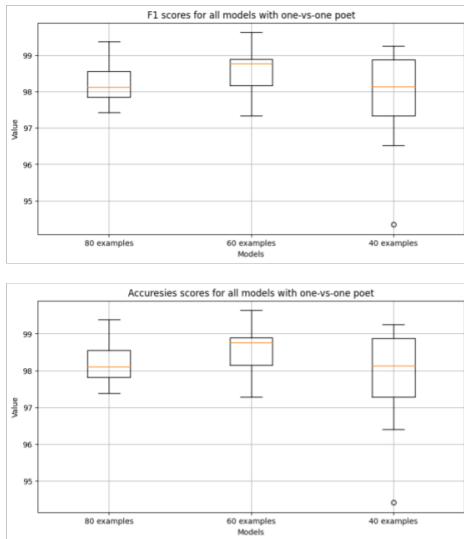 F1 scores for all models with one-vs-one poet
99
98
97
96
95
Value
80 examples 60 examples 40 examples
Models
Accuresies scores for all models with one-vs-one poet
99
98
97
96
95
Value
80 examples 60 examples 40 examples
Models